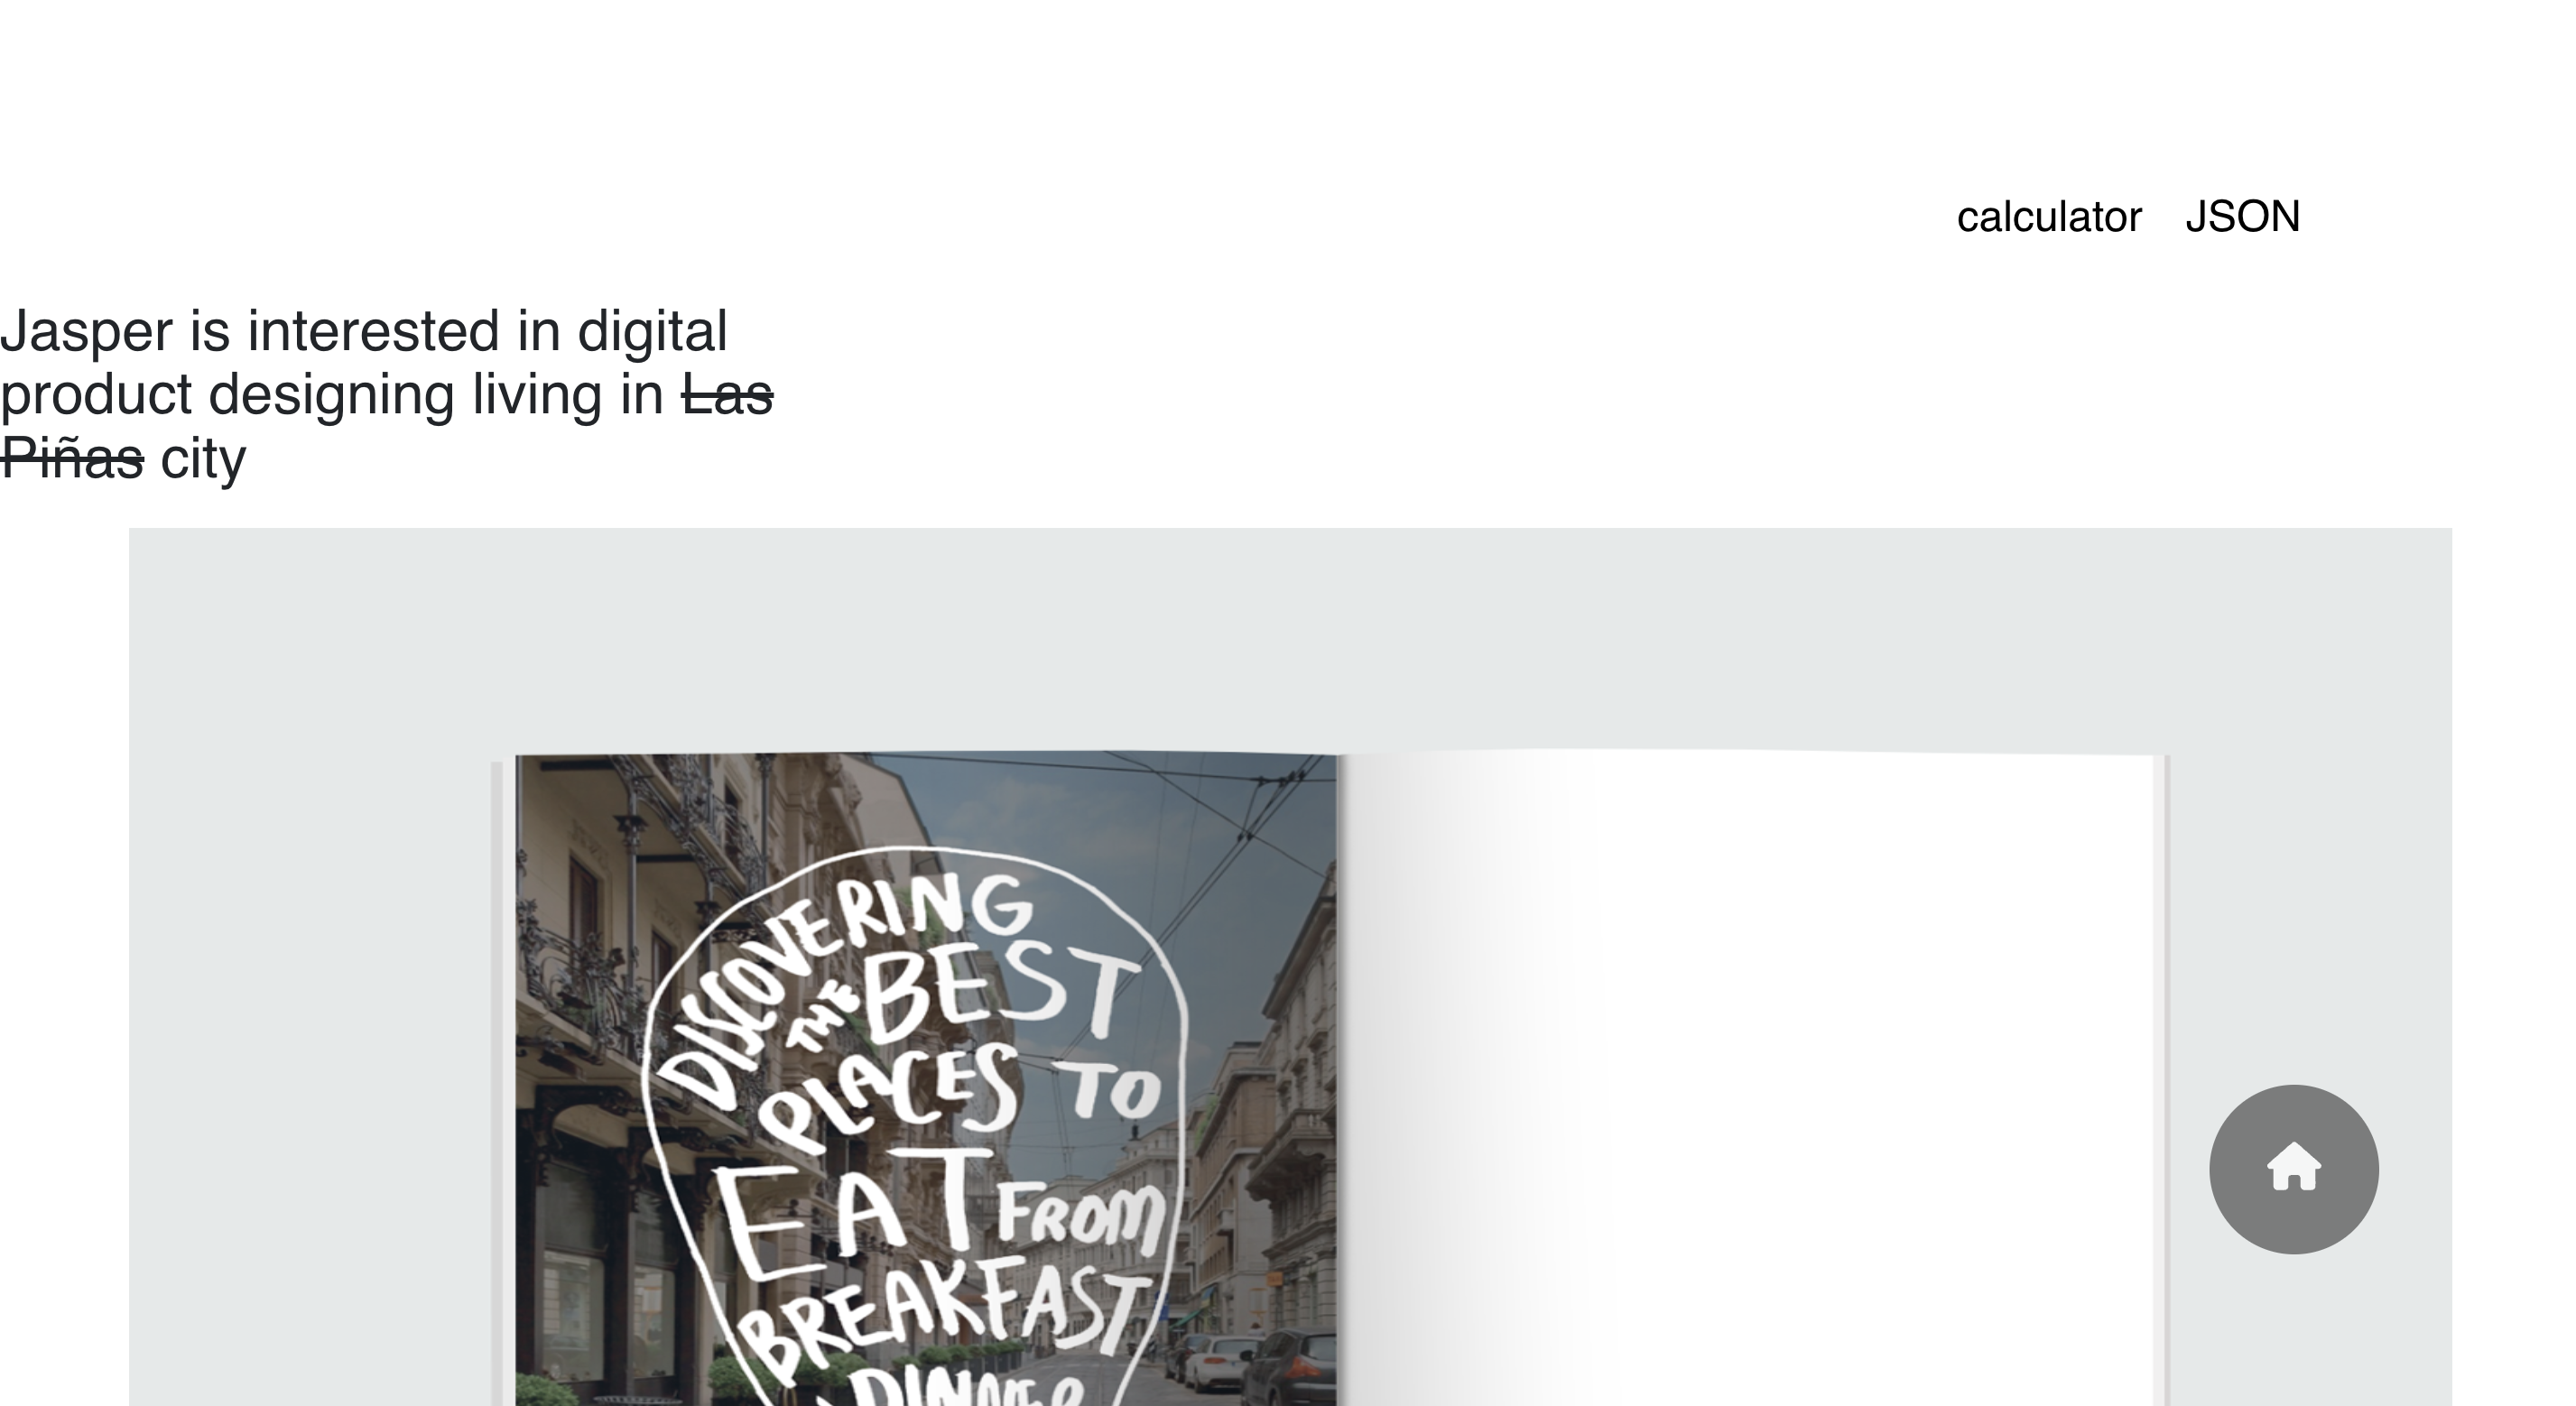 calculator JSON
Jasper is interested in digital
product designing living in Las
Piñas city
DISCOVERING
THE BEST
PLACES TO
EAT FROM
BREAKFAST
DINNER